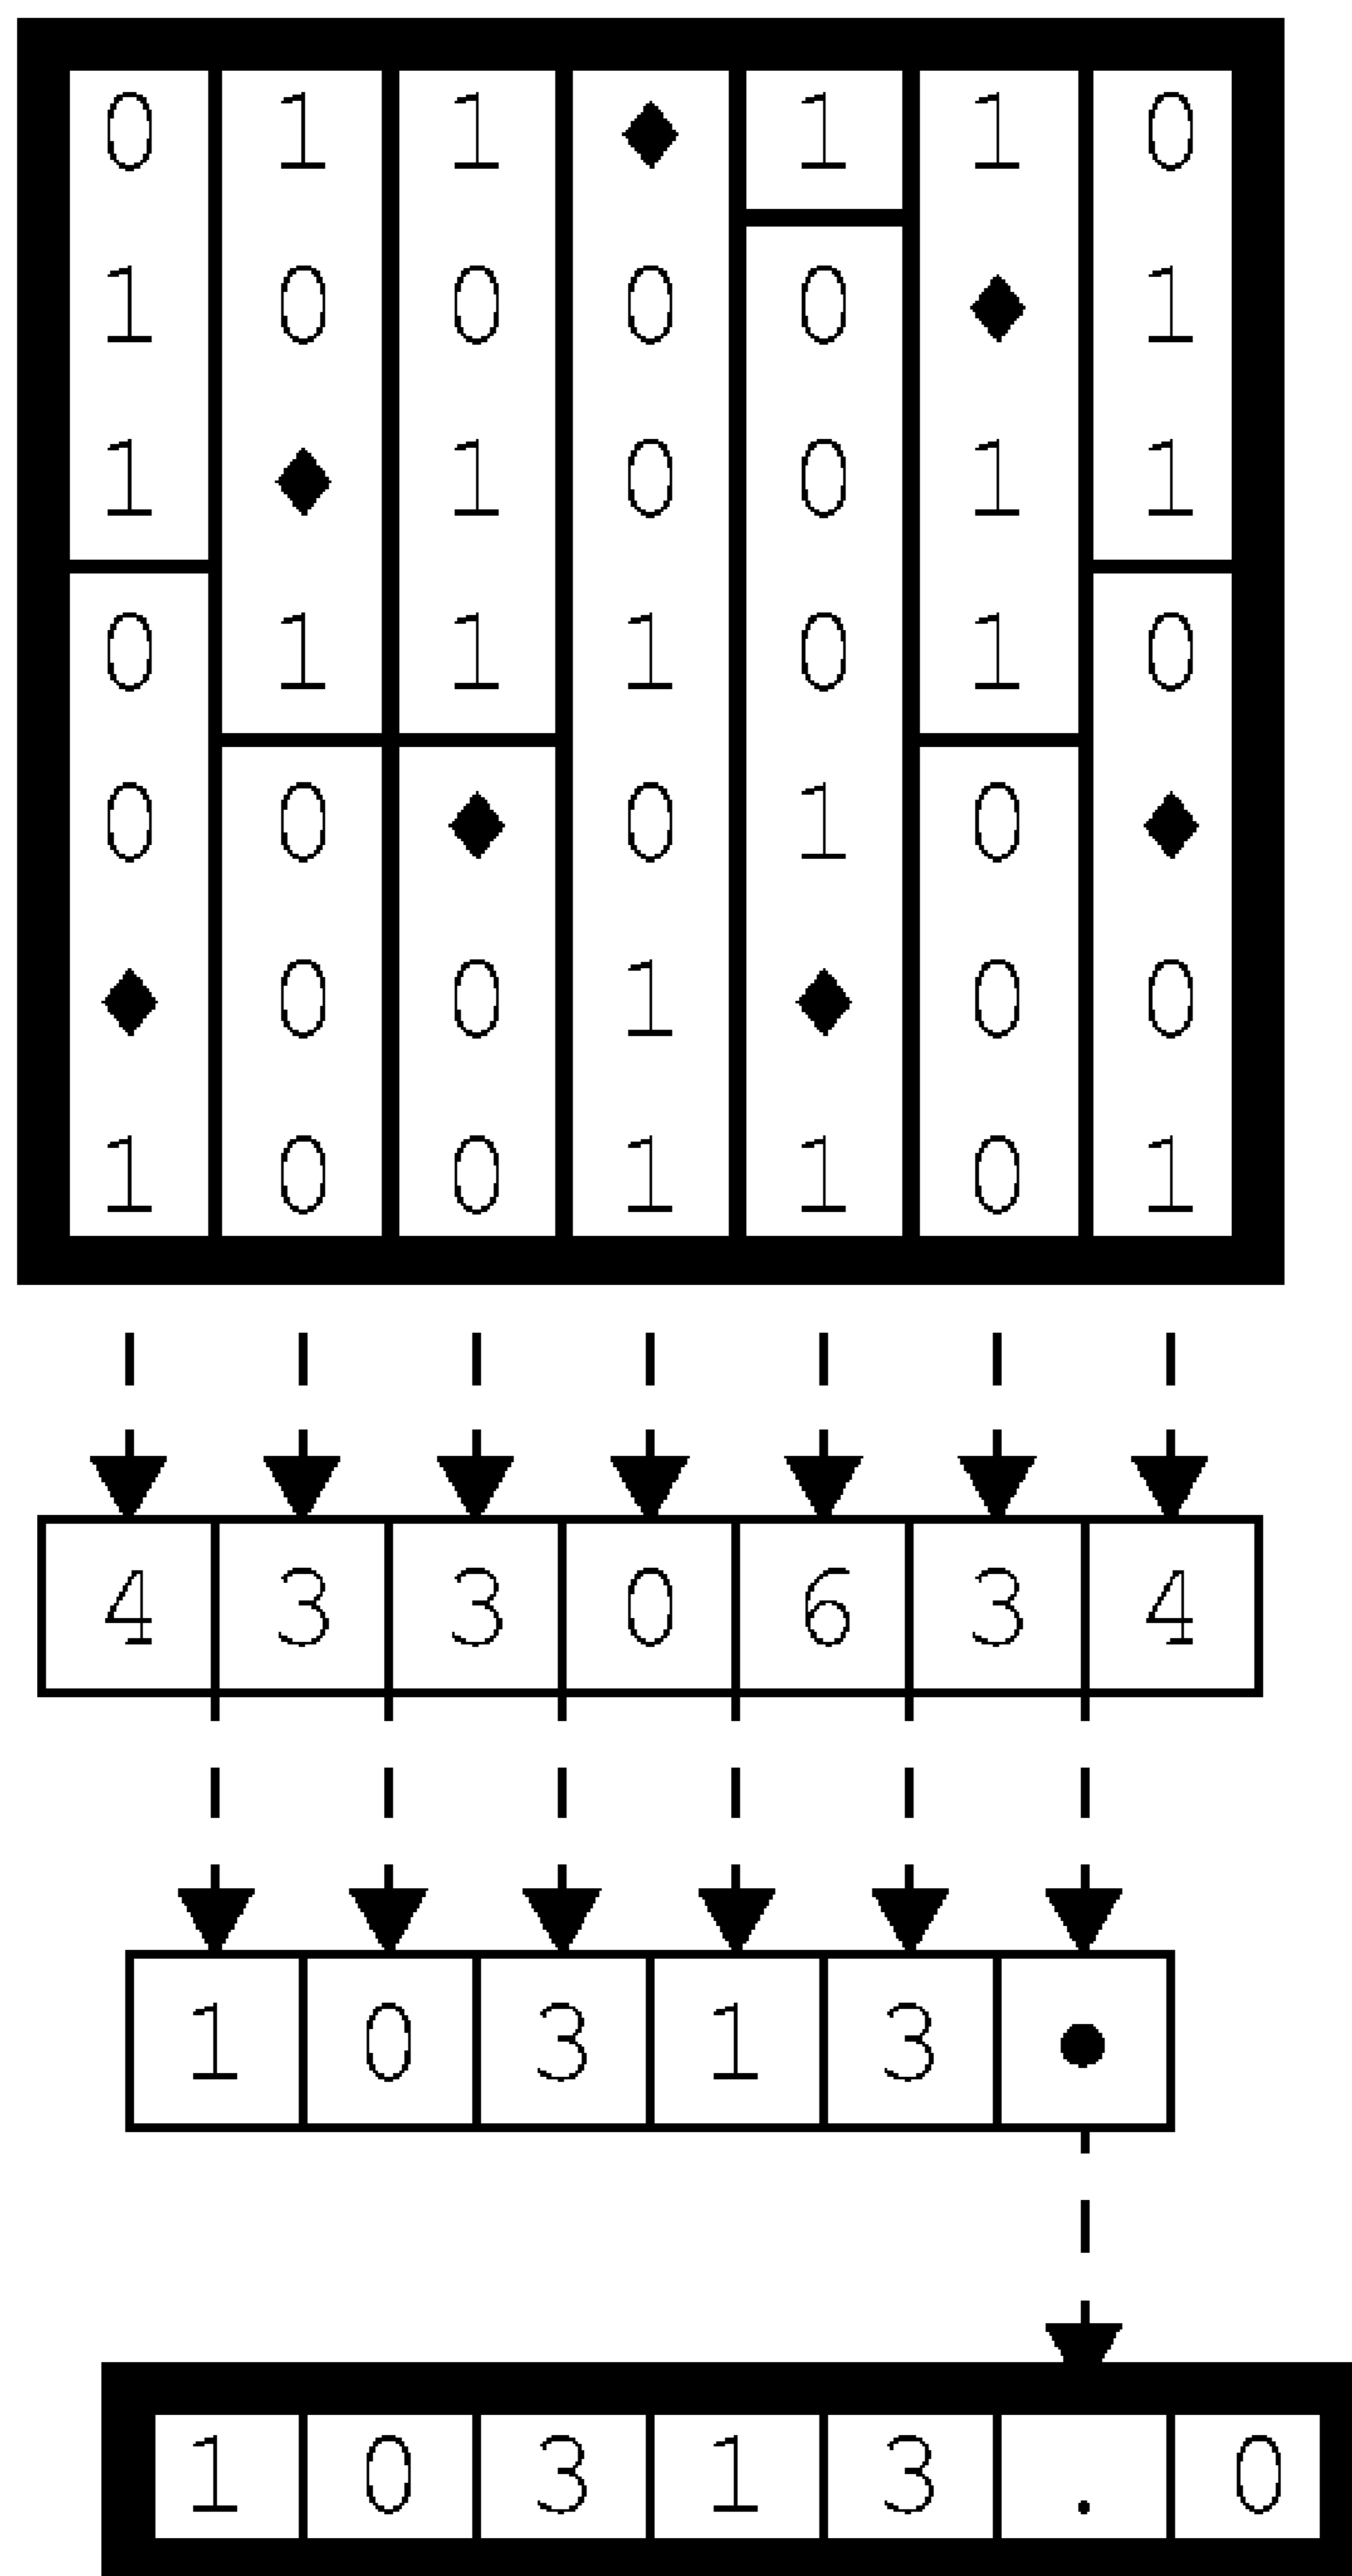 0 1 1 ♦ 1 1 0
1 0 0 0 0 ♦ 1
1 ♦ 1 0 0 1 1
0 1 1 1 0 1 0
0 0 ♦ 0 1 0 ♦
♦ 0 0 1 ♦ 0 0
1 0 0 1 1 0 1
4 3 3 0 6 3 4
1 0 3 1 3 ●
1 0 3 1 3 . 0